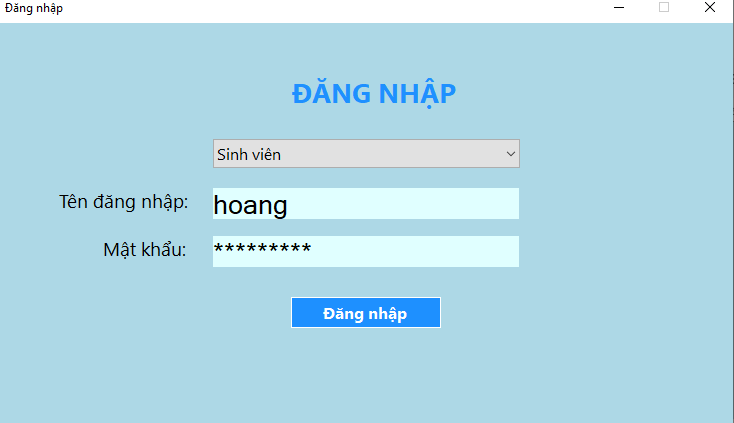 Đăng nhập
ĐĂNG NHẬP
Sinh viên
Tên đăng nhập: hoang
Mật khẩu: *********
Đăng nhập